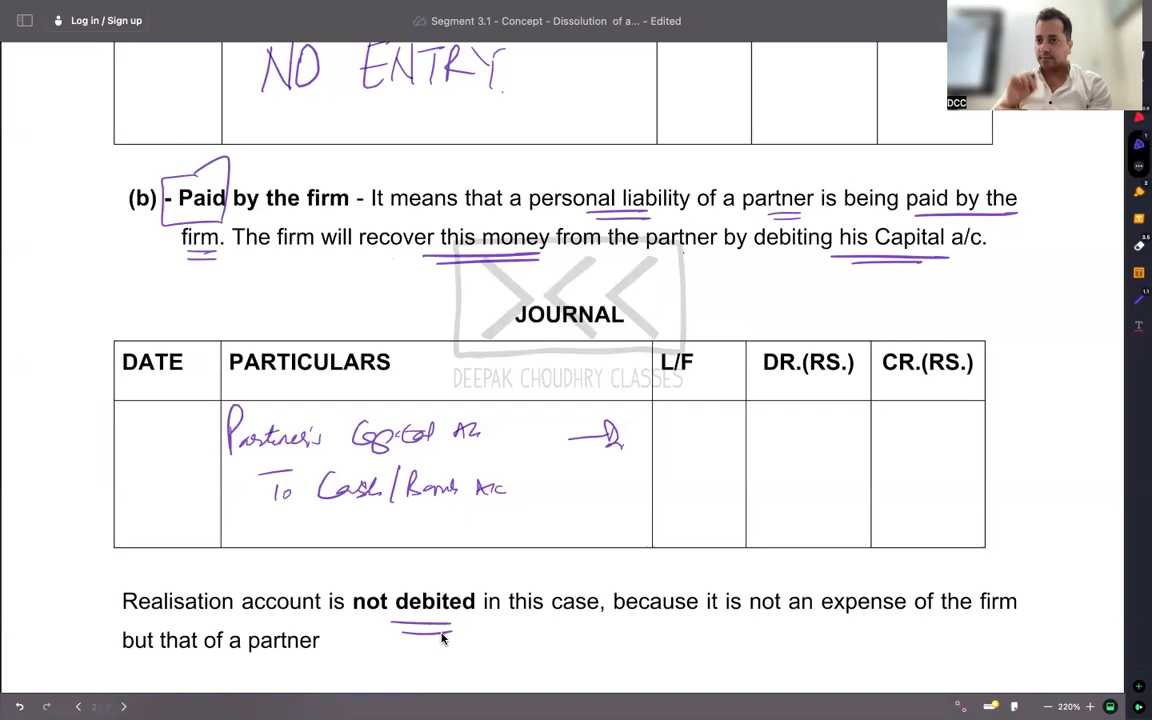 Log in / Sign up
Segment 3.1 - Concept - Dissolution of a... - Edited
DCC
NO ENTRY.
(b) - Paid by the firm - It means that a personal liability of a partner is being paid by the
firm. The firm will recover this money from the partner by debiting his Capital a/c.
JOURNAL
DEEPAK CHOUDHRY CLASSES
DATE PARTICULARS L/F DR.(RS.) CR.(RS.)
Partner's Capital A/c Dr
To Cash/Bank A/c
Realisation account is not debited in this case, because it is not an expense of the firm
but that of a partner
220%